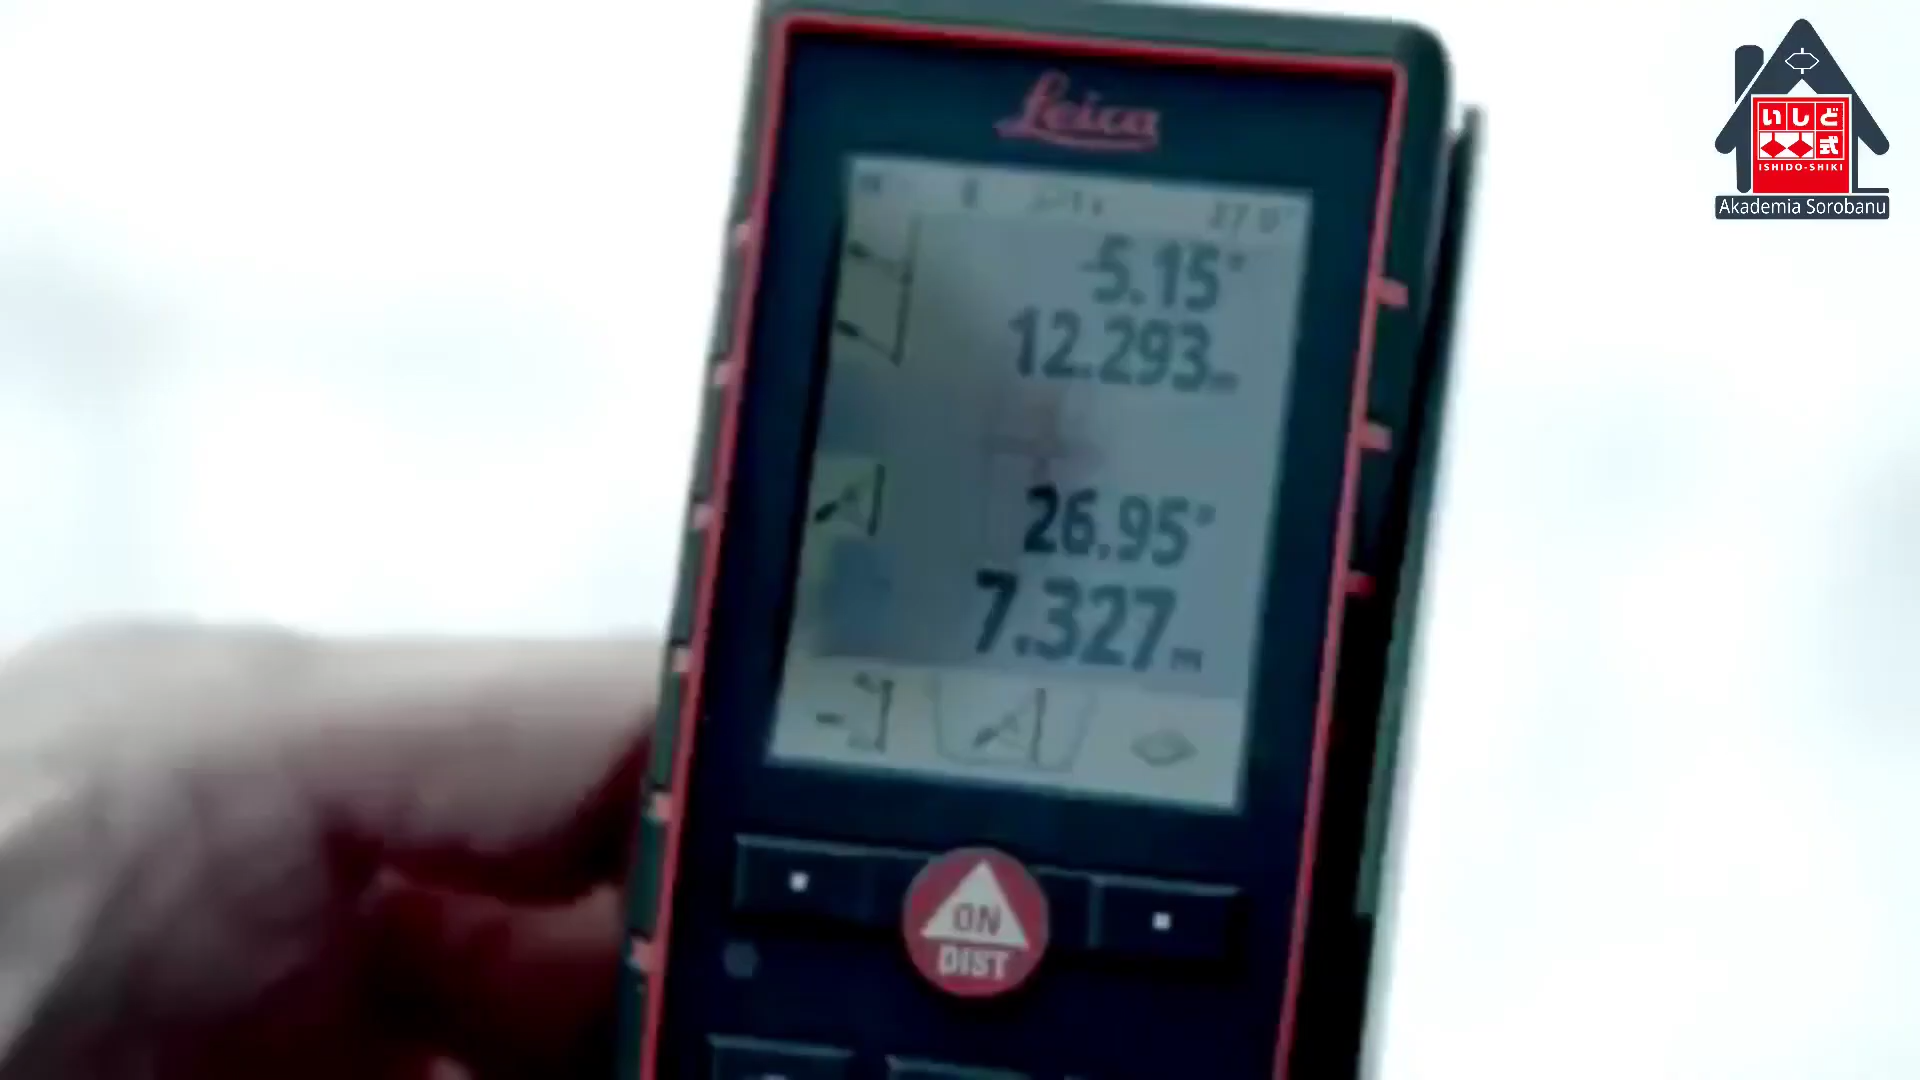 Leica
-5.15°
12.293m
26.95°
7.327m
ON
DIST
いしど
式
ISHIDO-SHIKI
Akademia Sorobanu